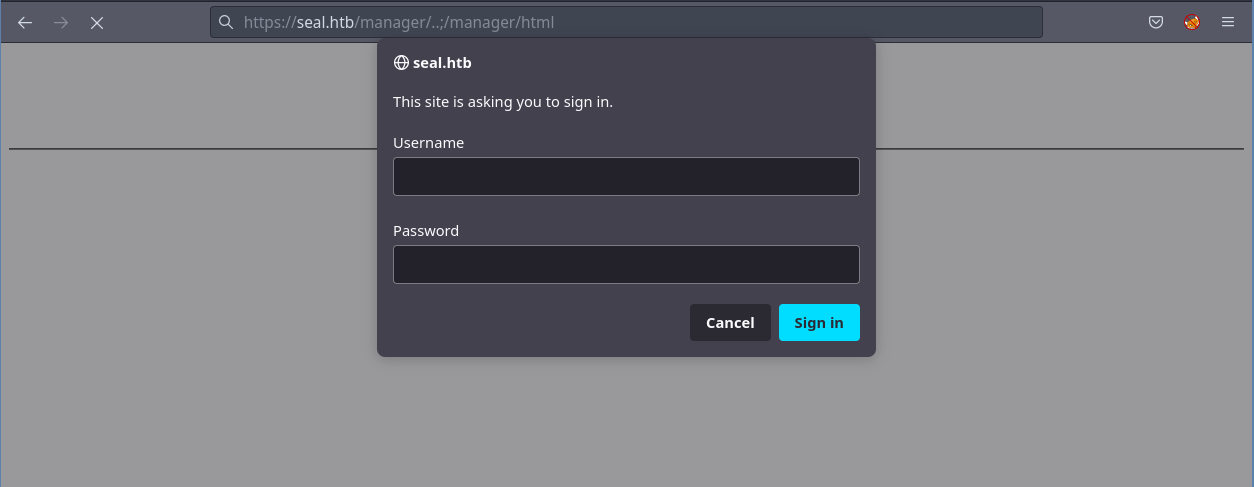 https://seal.htb/manager/..;/manager/html
seal.htb
This site is asking you to sign in.
Username
Password
Cancel
Sign in